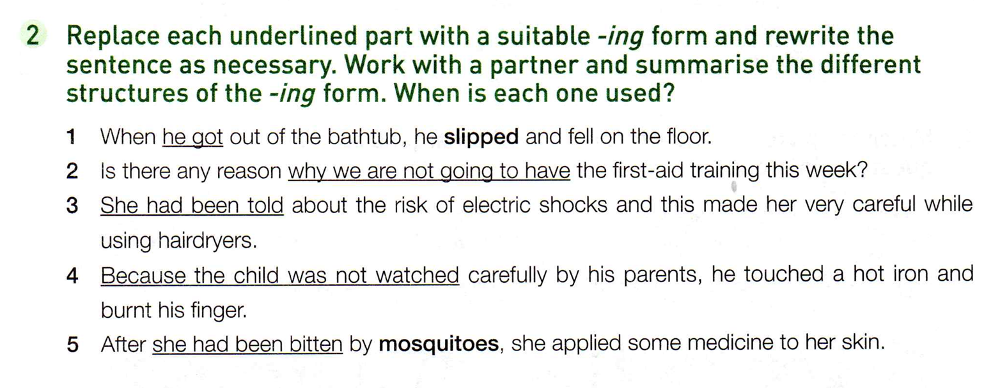 2 Replace each underlined part with a suitable -ing form and rewrite the
sentence as necessary. Work with a partner and summarise the different
structures of the -ing form. When is each one used?
1 When he got out of the bathtub, he slipped and fell on the floor.
2 Is there any reason why we are not going to have the first-aid training this week?
3 She had been told about the risk of electric shocks and this made her very careful while
using hairdryers.
4 Because the child was not watched carefully by his parents, he touched a hot iron and
burnt his finger.
5 After she had been bitten by mosquitoes, she applied some medicine to her skin.